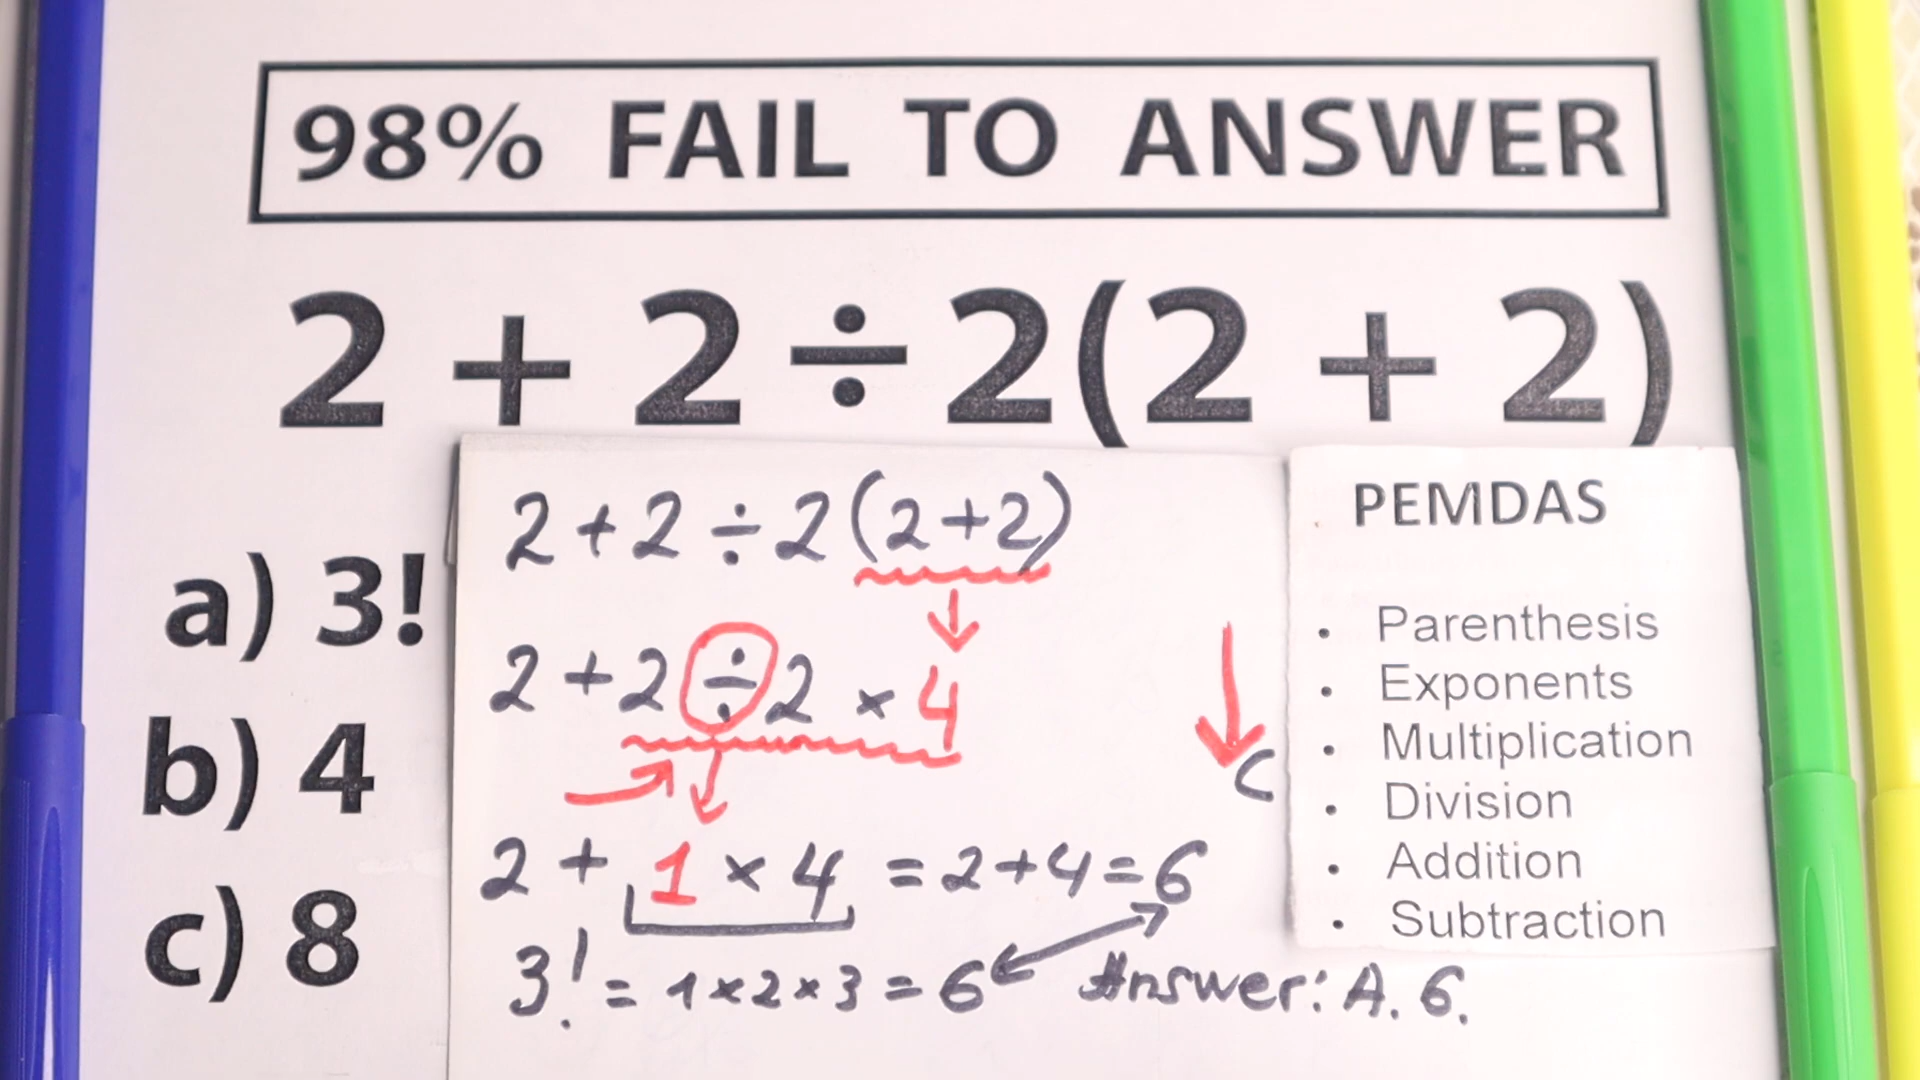 98% FAIL TO ANSWER
2 + 2 ÷ 2(2 + 2)
a) 3!
b) 4
c) 8
2 + 2 ÷ 2 (2+2)
2 + 2 ÷ 2 × 4
2 + 1 × 4 = 2+4=6
3! = 1×2×3 = 6 Answer: A. 6.
PEMDAS
• Parenthesis
• Exponents
• Multiplication
• Division
• Addition
• Subtraction